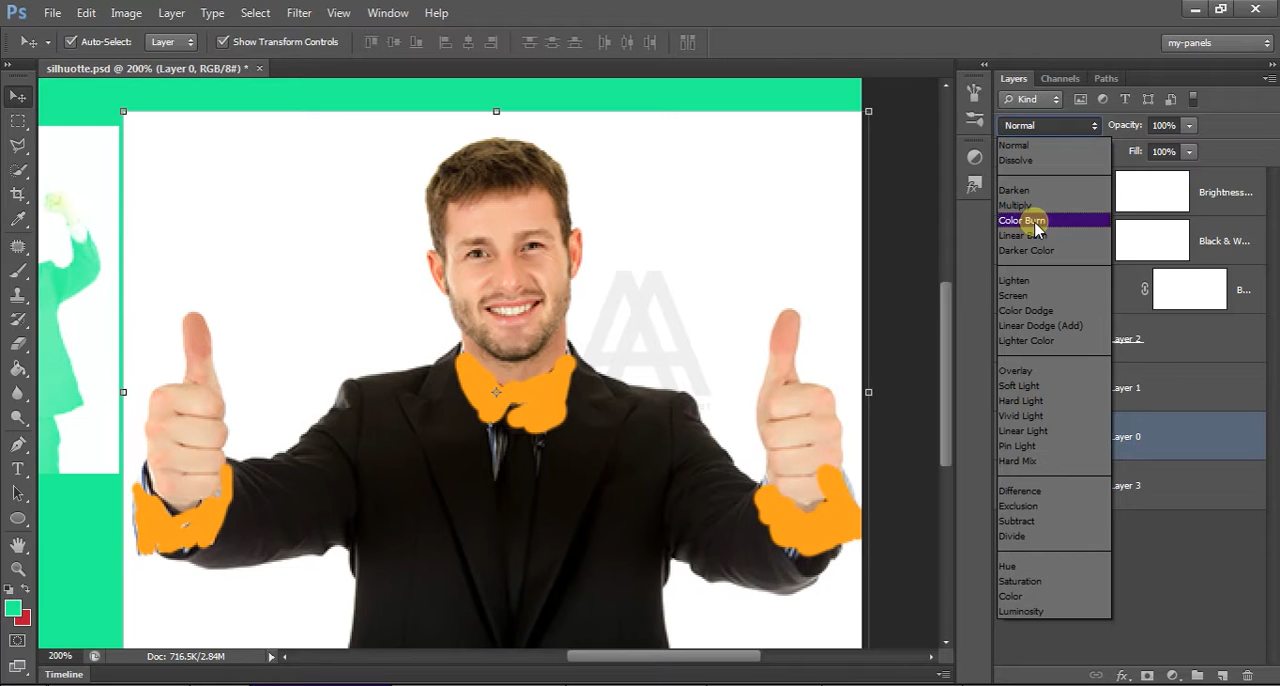 Ps File Edit Image Layer Type Select Filter View Window Help
Auto-Select: Layer Show Transform Controls my-panels
silhuotte.psd @ 200% (Layer 0, RGB/8#) * ×
Layers Channels Paths
Kind
Normal Opacity: 100%
Fill: 100%
Normal
Dissolve
Darken
Multiply
Color Burn
Linear Burn
Darker Color
Lighten
Screen
Color Dodge
Linear Dodge (Add)
Lighter Color
Overlay
Soft Light
Hard Light
Vivid Light
Linear Light
Pin Light
Hard Mix
Difference
Exclusion
Subtract
Divide
Hue
Saturation
Color
Luminosity
Brightness...
Black & W...
B...
ayer 2
ayer 1
ayer 0
ayer 3
200% Doc: 716.5K/2.84M
Timeline